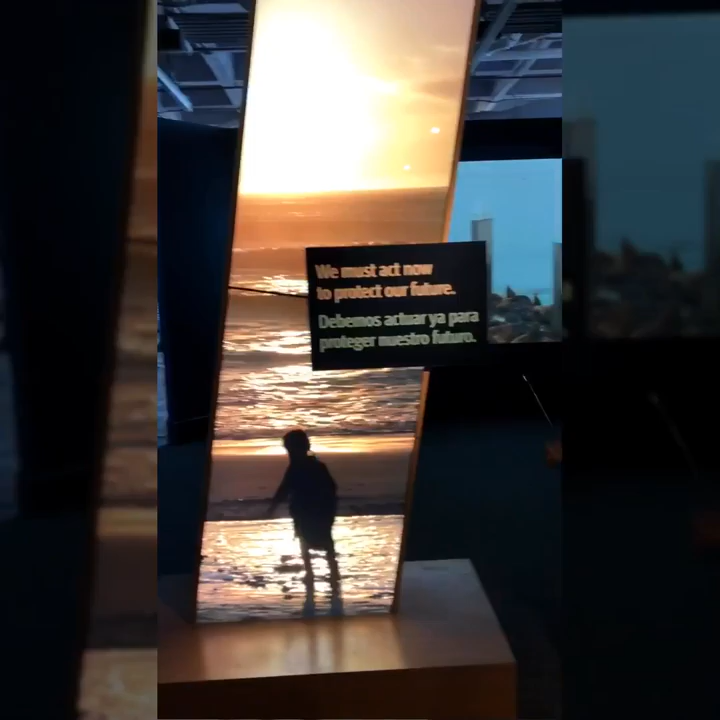 We must act now
to protect our future.
Debemos actuar ya para
proteger nuestro futuro.